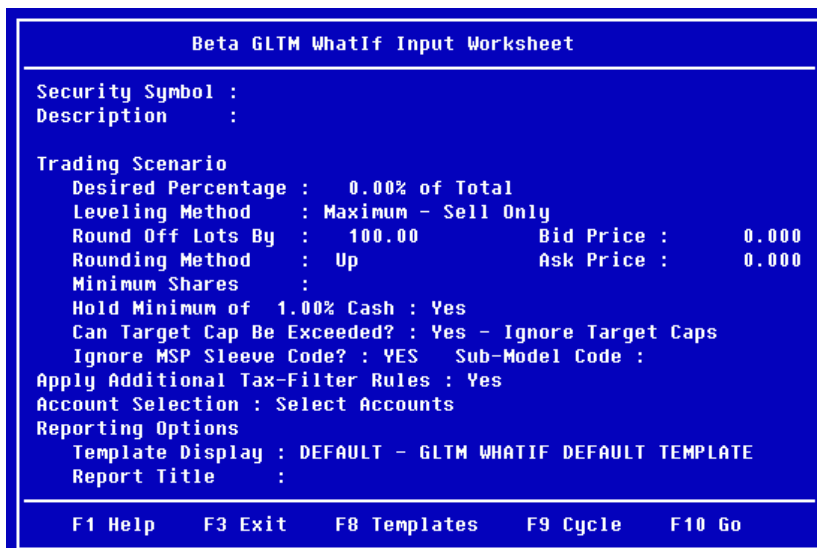 Beta GLTM WhatIf Input Worksheet
Security Symbol :
Description :
Trading Scenario
Desired Percentage : 0.00% of Total
Leveling Method : Maximum - Sell Only
Round Off Lots By : 100.00 Bid Price : 0.000
Rounding Method : Up Ask Price : 0.000
Minimum Shares :
Hold Minimum of 1.00% Cash : Yes
Can Target Cap Be Exceeded? : Yes - Ignore Target Caps
Ignore MSP Sleeve Code? : YES Sub-Model Code :
Apply Additional Tax-Filter Rules : Yes
Account Selection : Select Accounts
Reporting Options
Template Display : DEFAULT - GLTM WHATIF DEFAULT TEMPLATE
Report Title :
F1 Help F3 Exit F8 Templates F9 Cycle F10 Go